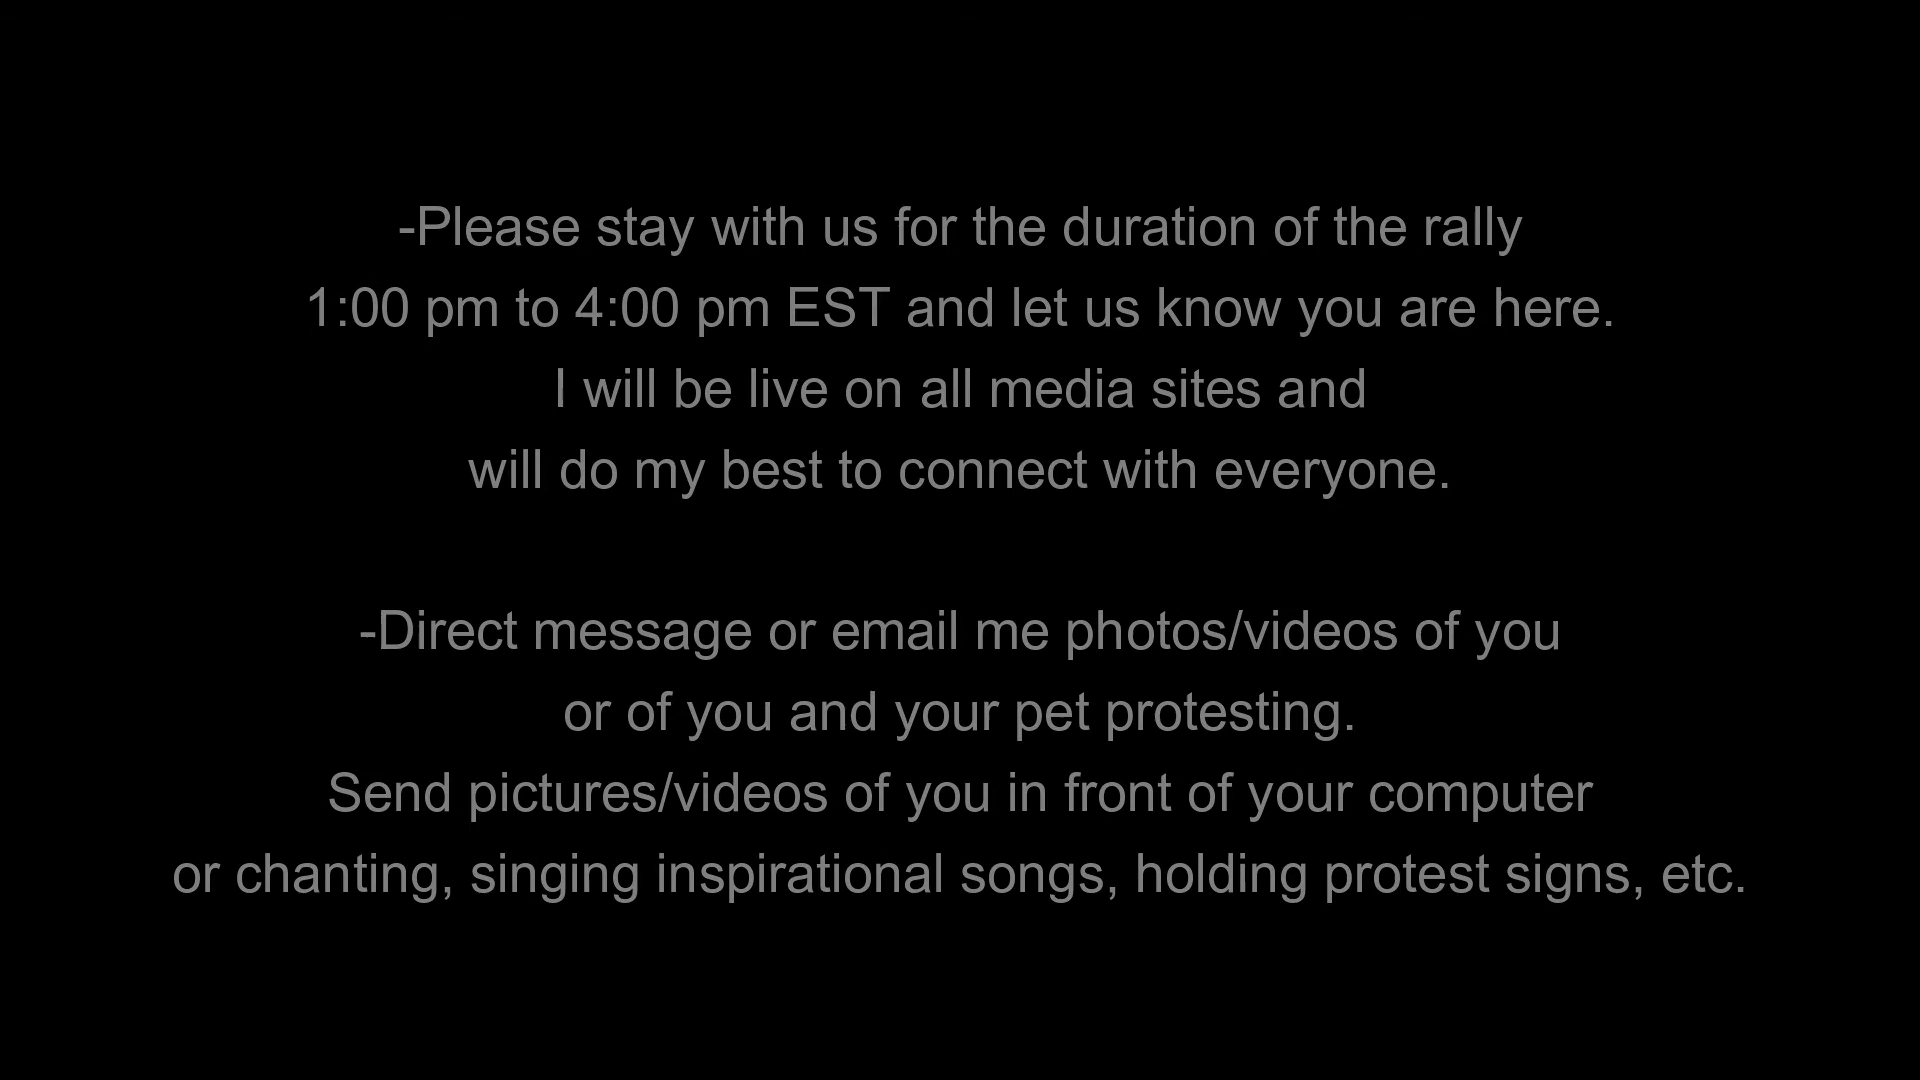 -Please stay with us for the duration of the rally
1:00 pm to 4:00 pm EST and let us know you are here.
I will be live on all media sites and
will do my best to connect with everyone.
-Direct message or email me photos/videos of you
or of you and your pet protesting.
Send pictures/videos of you in front of your computer
or chanting, singing inspirational songs, holding protest signs, etc.